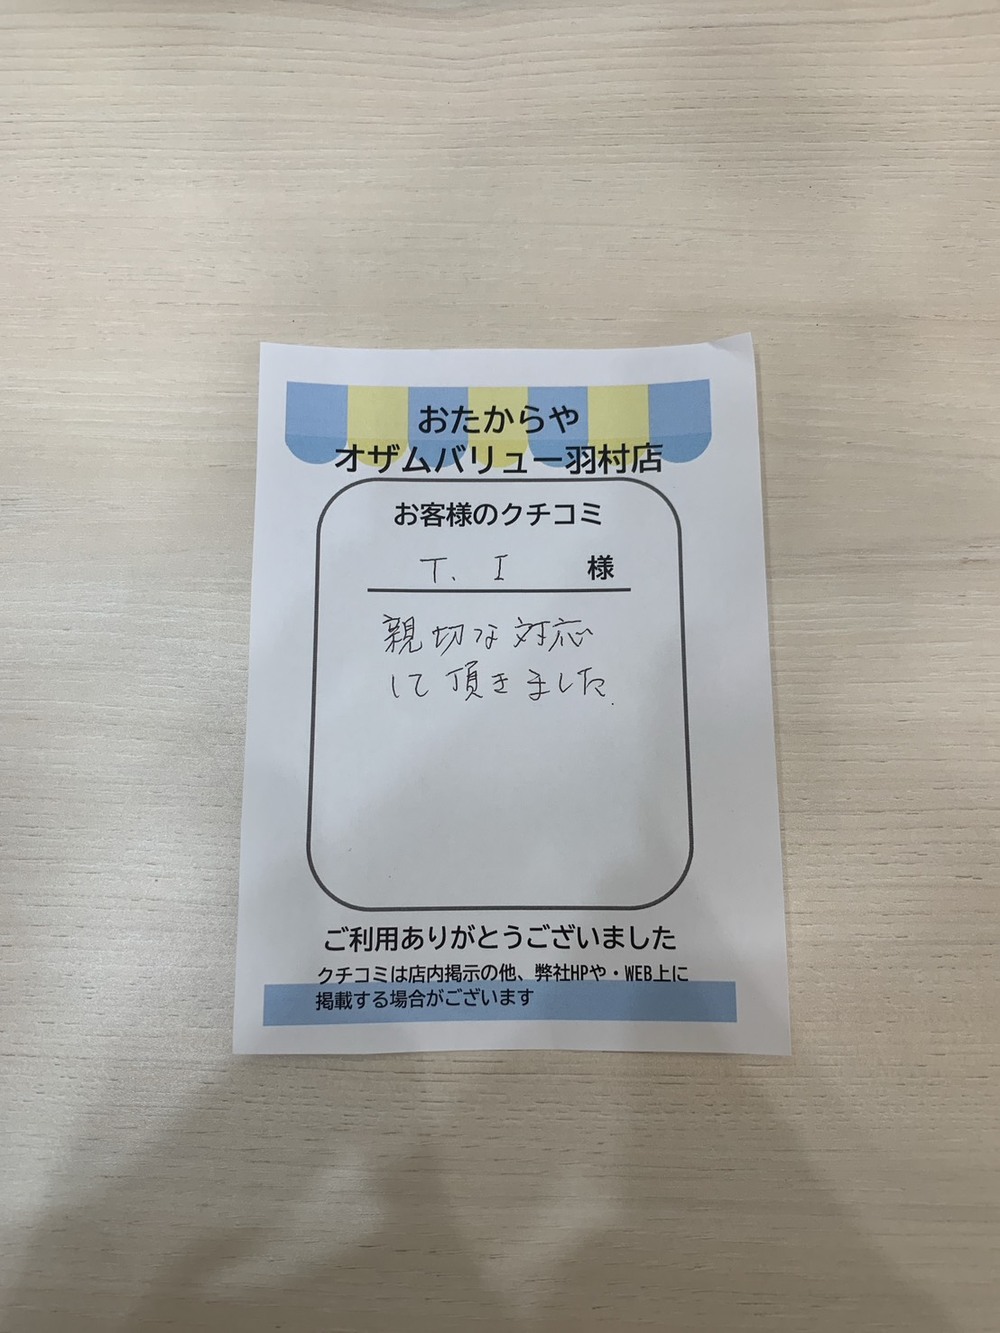 おたからや
オザムバリュー羽村店
お客様のクチコミ
T. I 様
親切な対応
して頂きました.
ご利用ありがとうございました
クチコミは店内掲示の他、弊社HPや・WEB上に
掲載する場合がございます